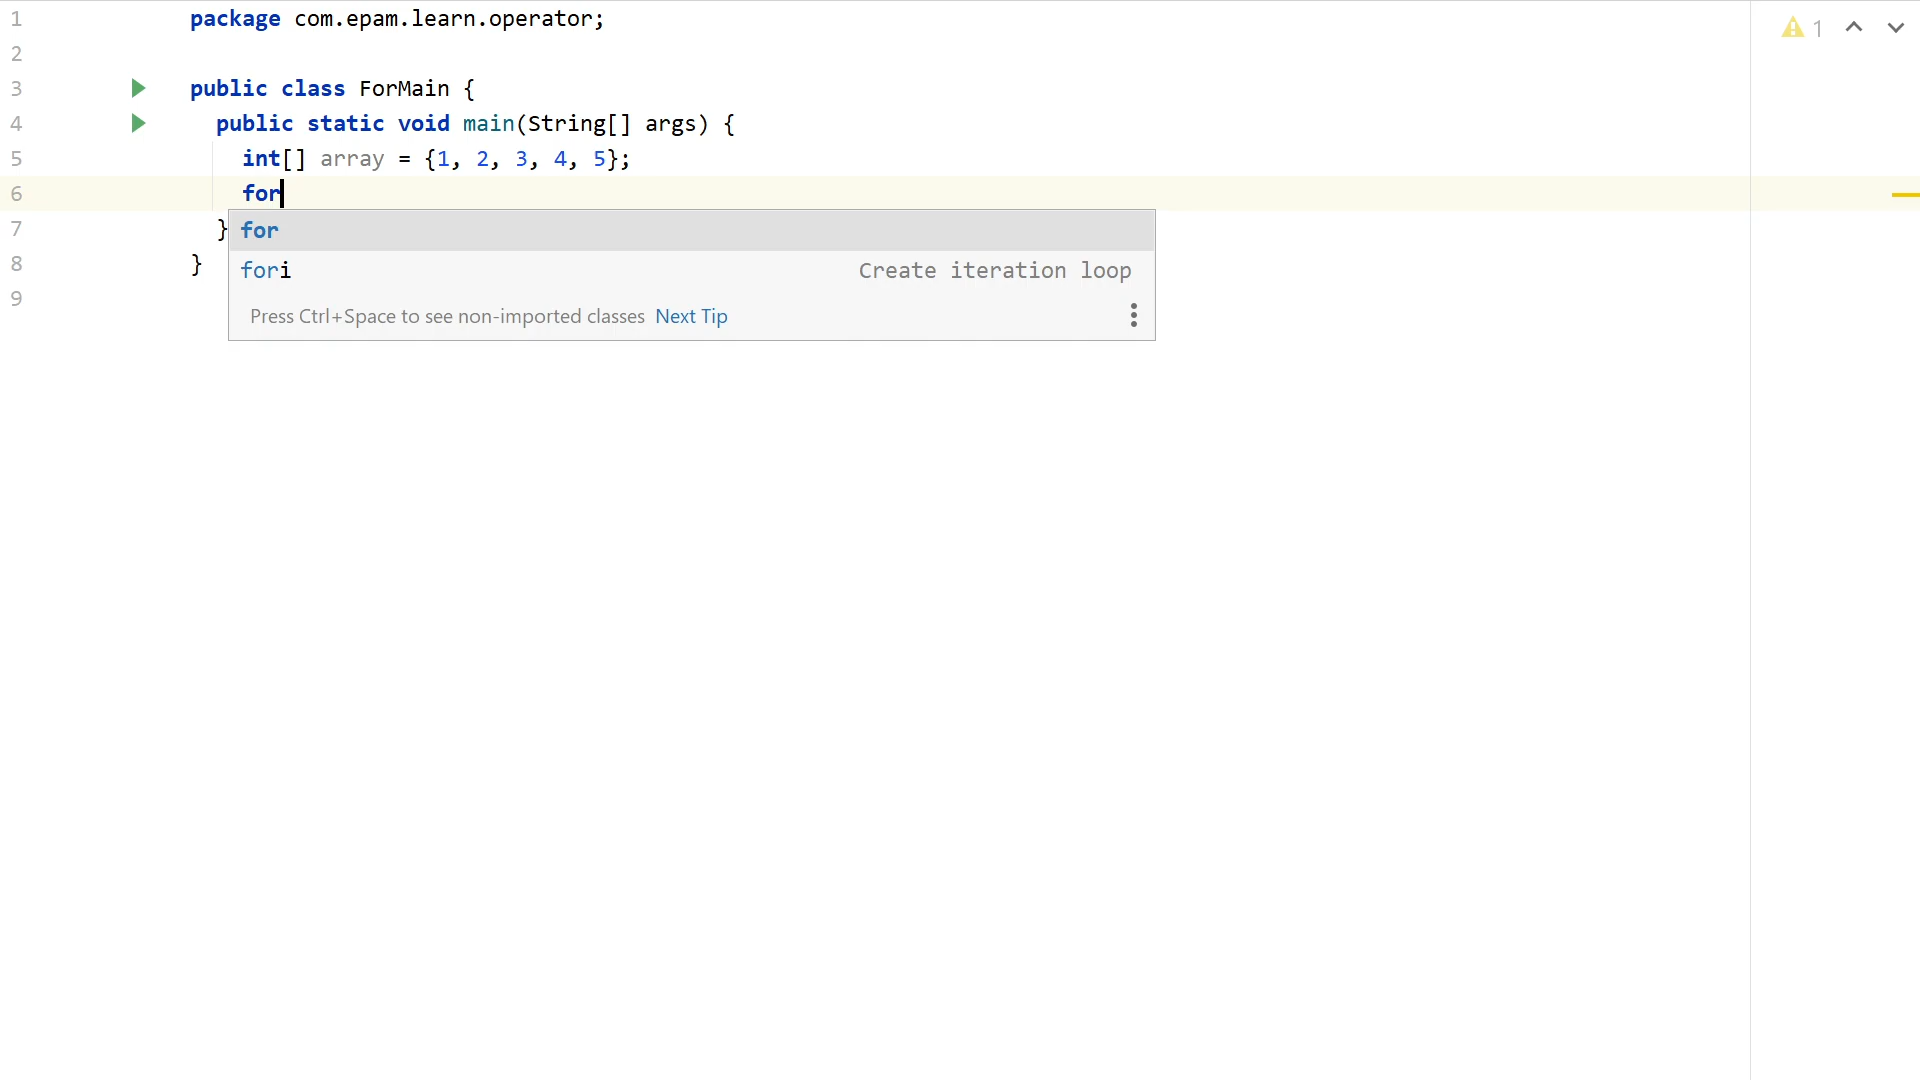 1 package com.epam.learn.operator;
2
3 public class ForMain {
4 public static void main(String[] args) {
5 int[] array = {1, 2, 3, 4, 5};
6 for
7 }
8 }
9
for
fori Create iteration loop
Press Ctrl+Space to see non-imported classes Next Tip
1